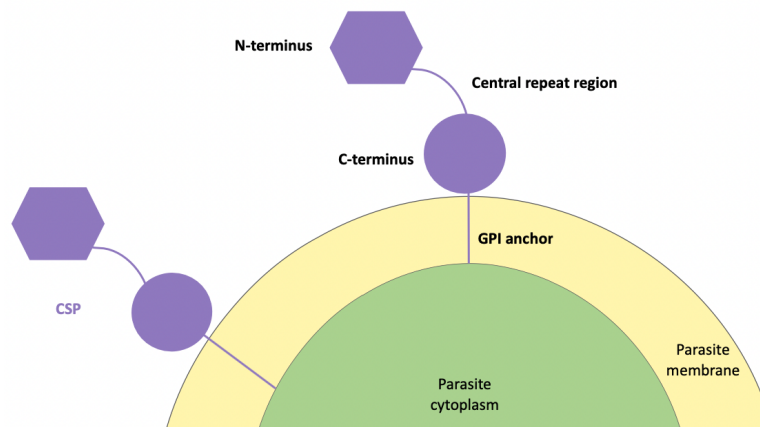 N-terminus
Central repeat region
C-terminus
GPI anchor
CSP
Parasite
membrane
Parasite
cytoplasm